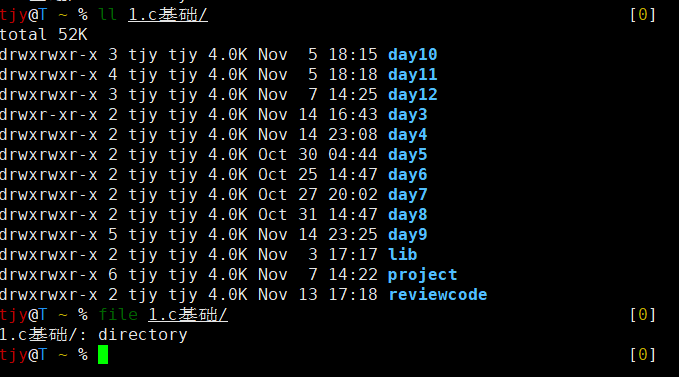 tjy@T ~ % ll 1.c基础/ [0]
total 52K
drwxrwxr-x 3 tjy tjy 4.0K Nov  5 18:15 day10
drwxrwxr-x 4 tjy tjy 4.0K Nov  5 18:18 day11
drwxrwxr-x 3 tjy tjy 4.0K Nov  7 14:25 day12
drwxr-xr-x 2 tjy tjy 4.0K Nov 14 16:43 day3
drwxrwxr-x 2 tjy tjy 4.0K Nov 14 23:08 day4
drwxrwxr-x 2 tjy tjy 4.0K Oct 30 04:44 day5
drwxrwxr-x 2 tjy tjy 4.0K Oct 25 14:47 day6
drwxrwxr-x 2 tjy tjy 4.0K Oct 27 20:02 day7
drwxrwxr-x 2 tjy tjy 4.0K Oct 31 14:47 day8
drwxrwxr-x 5 tjy tjy 4.0K Nov 14 23:25 day9
drwxrwxr-x 2 tjy tjy 4.0K Nov  3 17:17 lib
drwxrwxr-x 6 tjy tjy 4.0K Nov  7 14:22 project
drwxrwxr-x 2 tjy tjy 4.0K Nov 13 17:18 reviewcode
tjy@T ~ % file 1.c基础/ [0]
1.c基础/: directory
tjy@T ~ % [0]